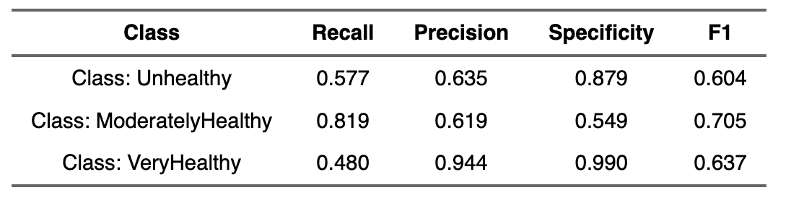 Class Recall Precision Specificity F1
Class: Unhealthy 0.577 0.635 0.879 0.604
Class: ModeratelyHealthy 0.819 0.619 0.549 0.705
Class: VeryHealthy 0.480 0.944 0.990 0.637